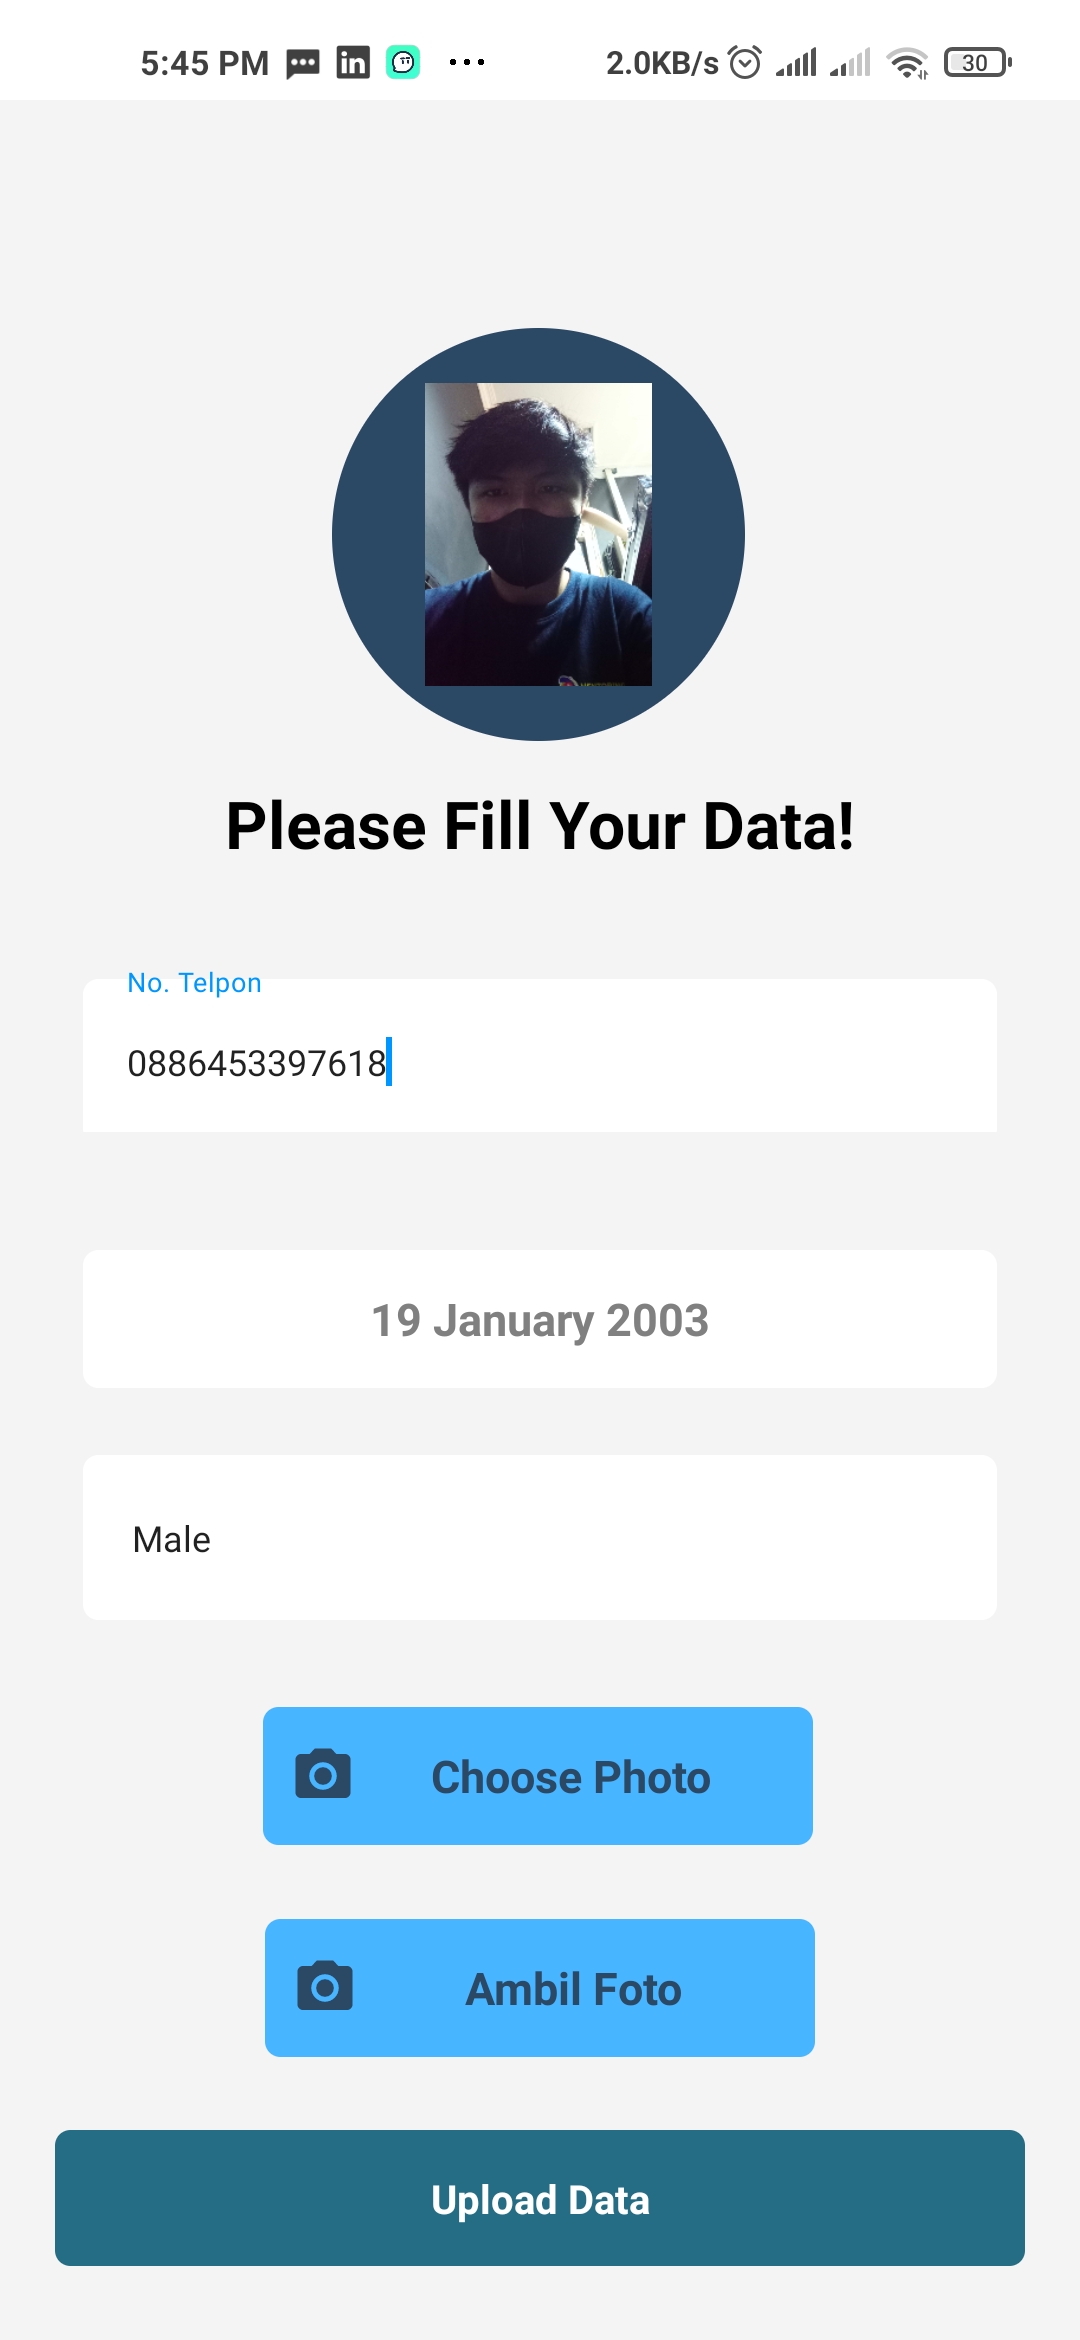 5:45 PM in ... 2.0KB/s 30
Please Fill Your Data!
No. Telpon
0886453397618
19 January 2003
Male
Choose Photo
Ambil Foto
Upload Data